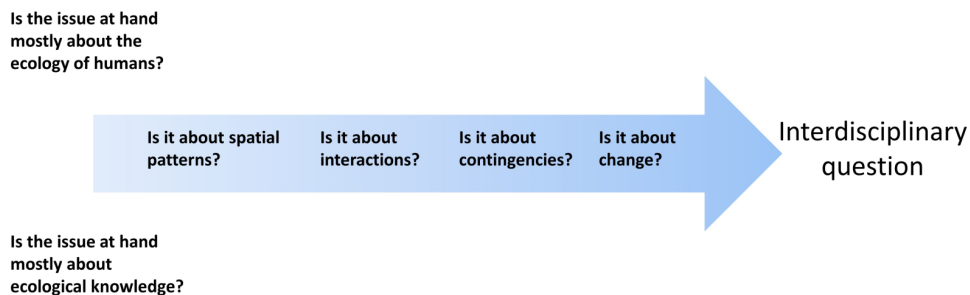 Is the issue at hand
mostly about the
ecology of humans?
Is it about spatial
patterns?
Is it about
interactions?
Is it about
contingencies?
Is it about
change?
Interdisciplinary
question
Is the issue at hand
mostly about
ecological knowledge?